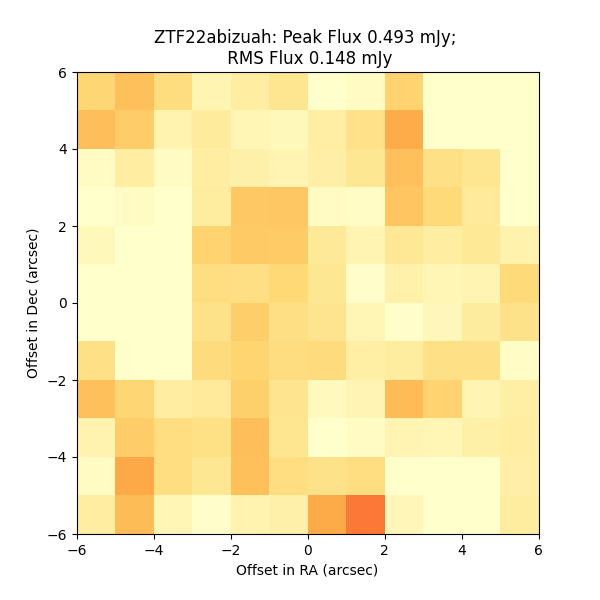 ZTF22abizuah: Peak Flux 0.493 mJy;
RMS Flux 0.148 mJy
6
4
2
0
−2
−4
−6
Offset in Dec (arcsec)
−6 −4 −2 0 2 4 6
Offset in RA (arcsec)